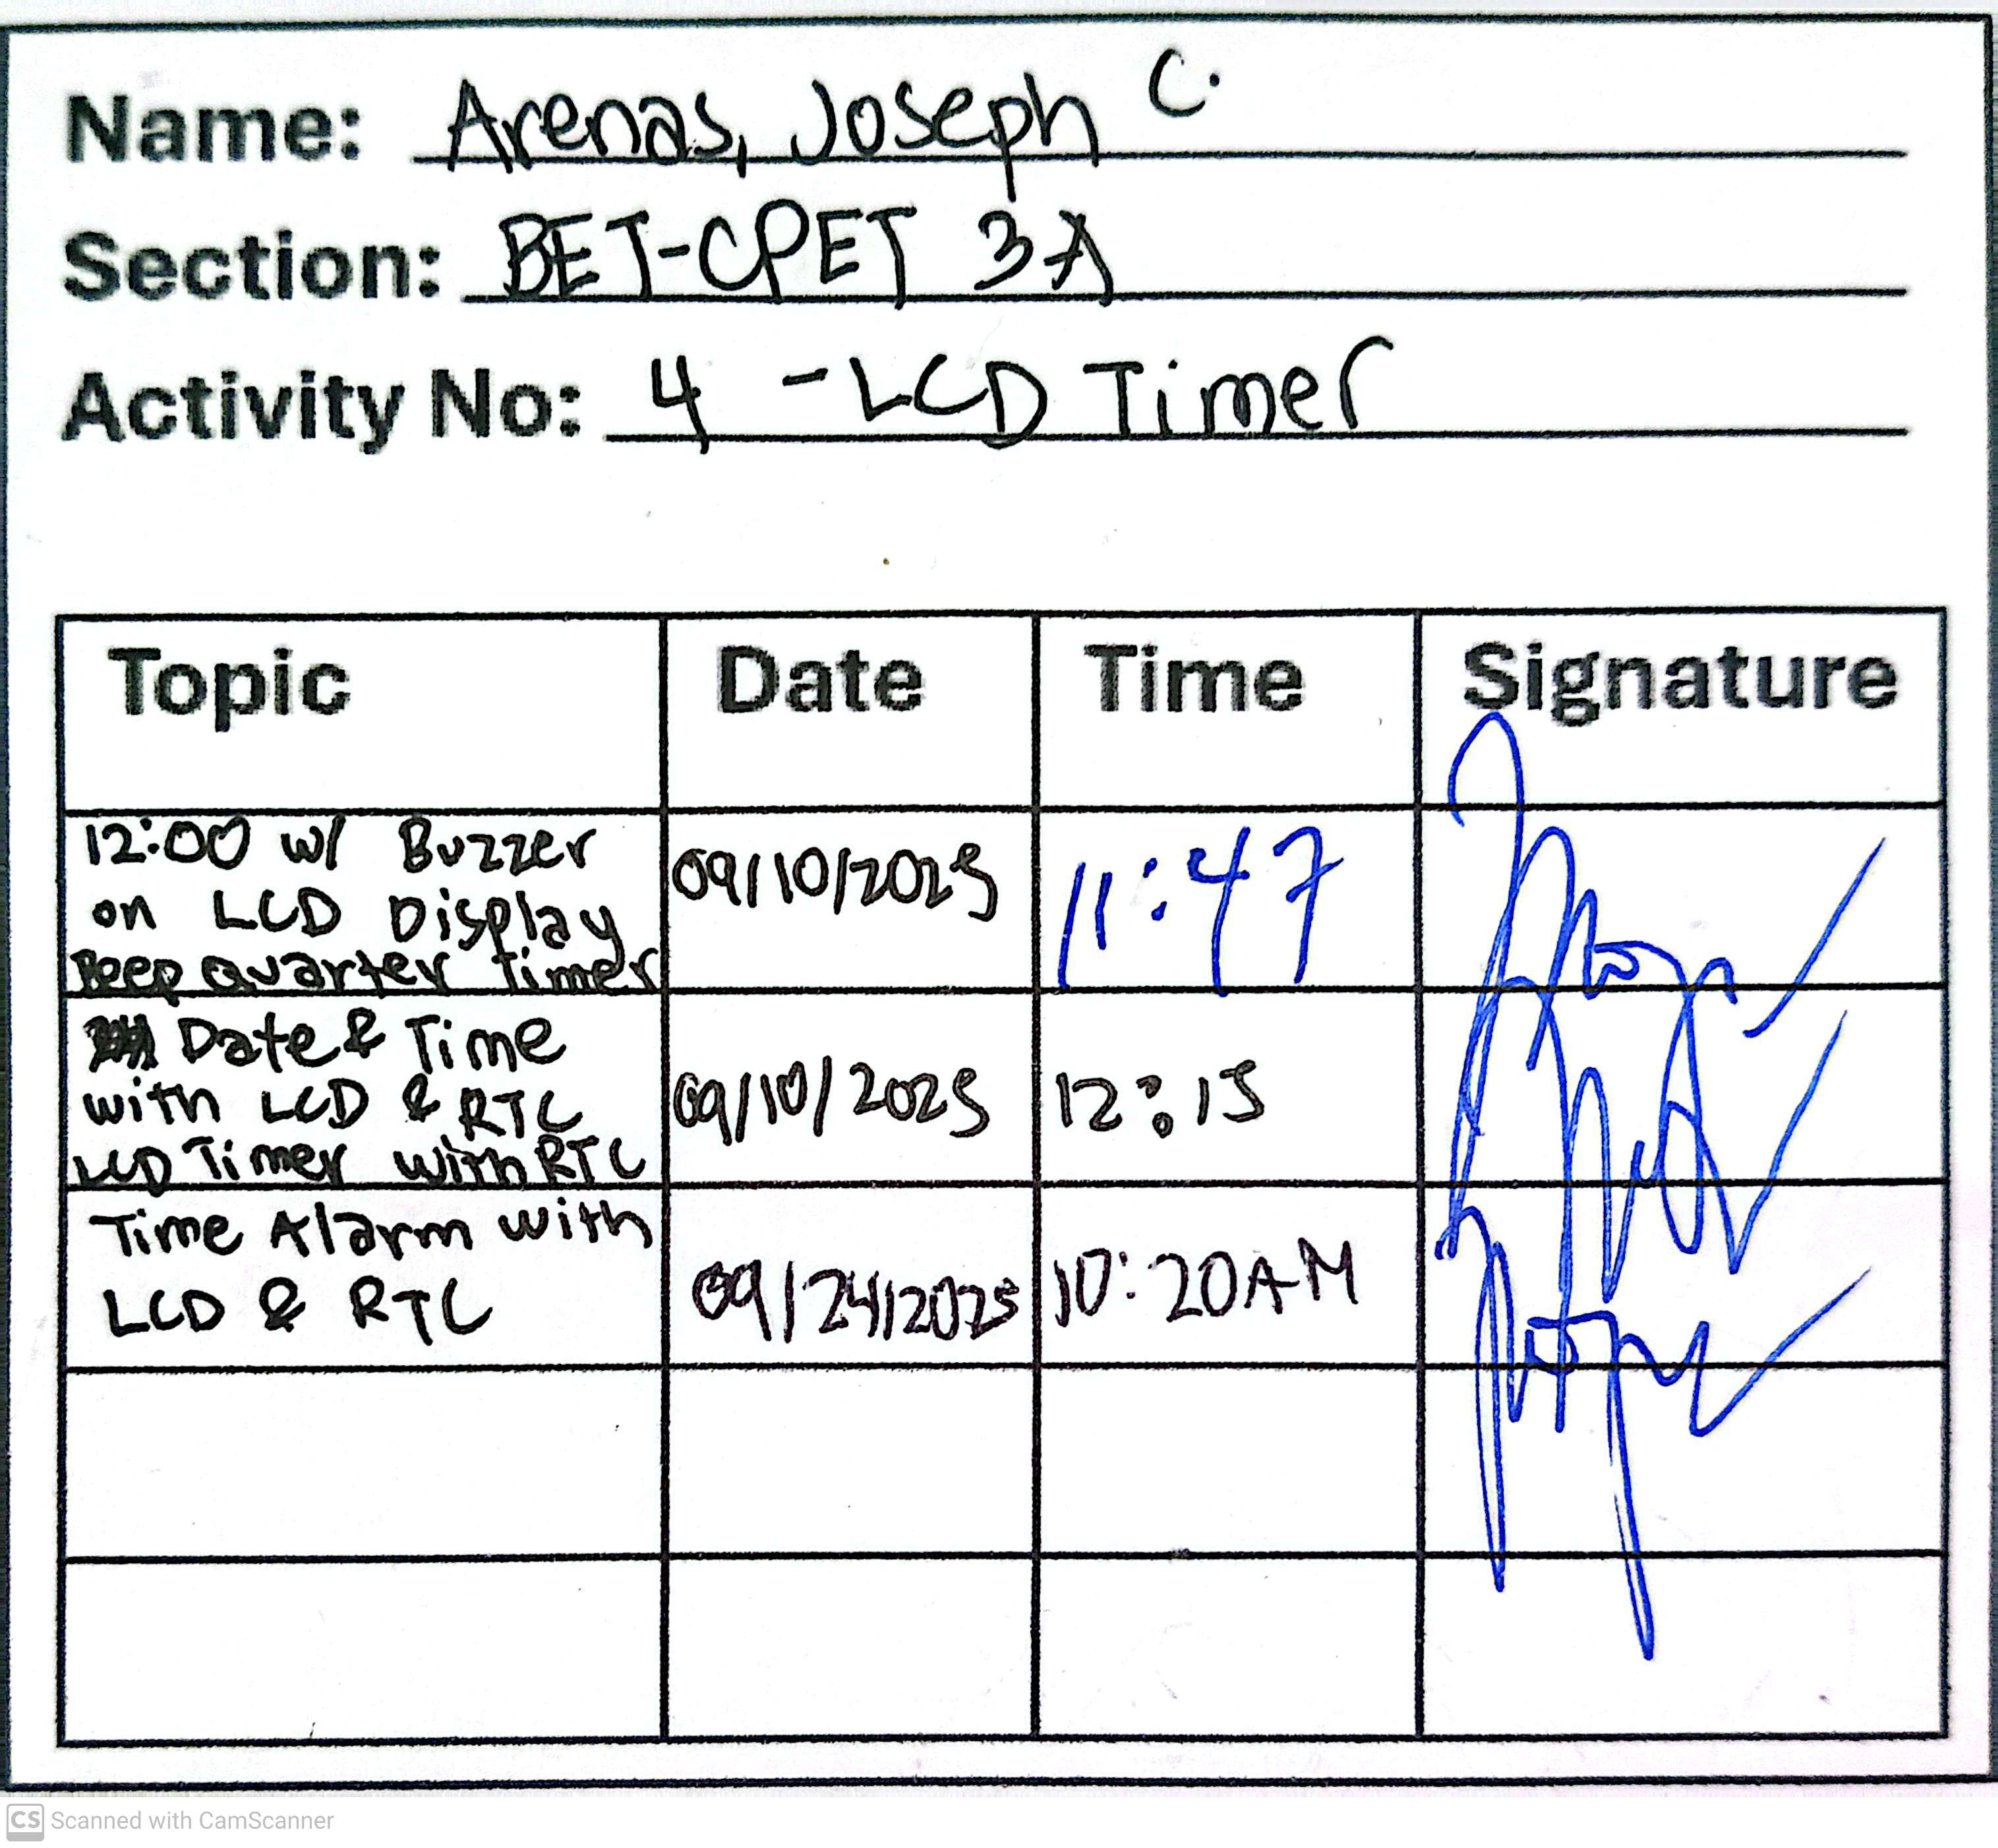 Name: Arenas, Joseph C.
Section: BET-CPET 3A
Activity No: 4 - LCD Timer
Topic Date Time Signature
12:00 w/ Buzzer
on LCD Display
Beep Quarter Timer
09/10/2025
11:47
Date & Time
with LCD & RTC
LCD Timer with RTC
09/10/2025
12:15
Time Alarm with
LCD & RTC
09/24/2025
10:20AM
CS Scanned with CamScanner